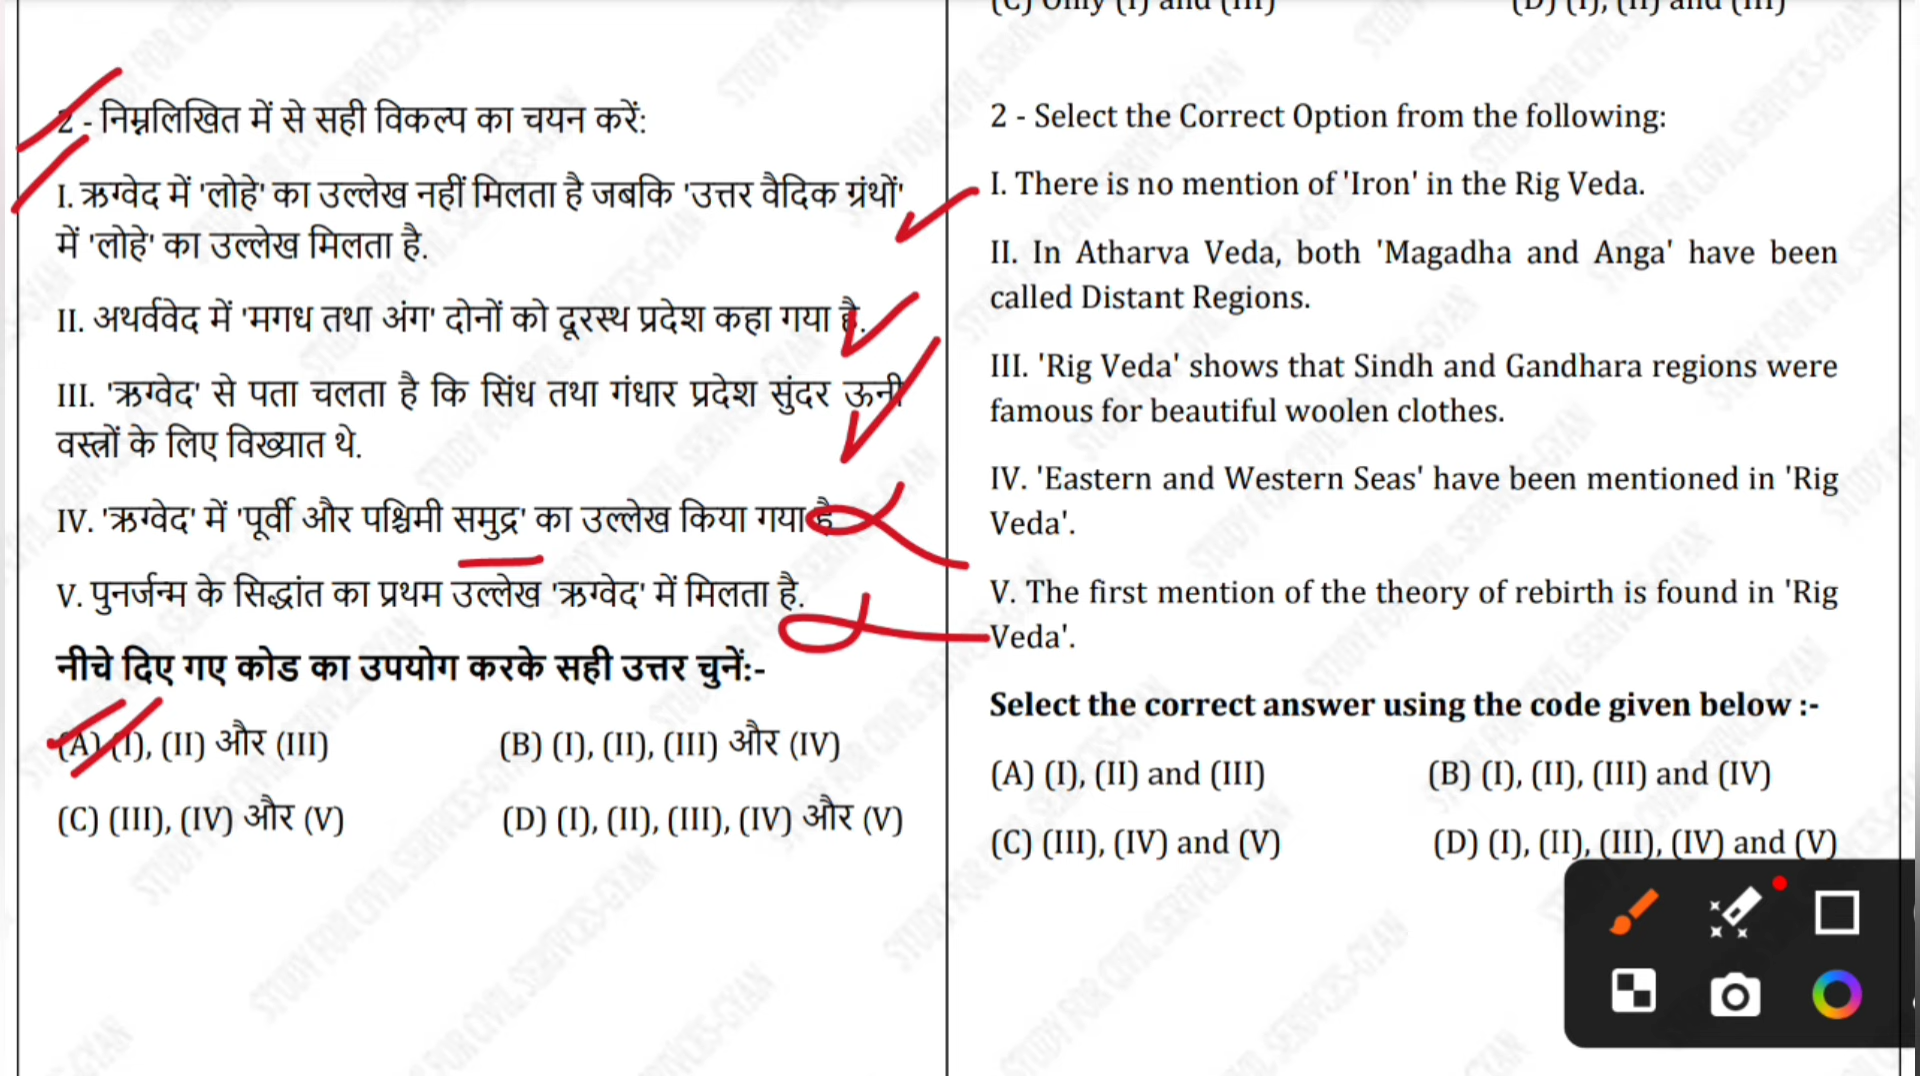 (C) Only (I) and (III) (D) (I), (II) and (III)
2 - निम्नलिखित में से सही विकल्प का चयन करें:
I. ऋग्वेद में 'लोहे' का उल्लेख नहीं मिलता है जबकि 'उत्तर वैदिक ग्रंथों'
में 'लोहे' का उल्लेख मिलता है.
II. अथर्ववेद में 'मगध तथा अंग' दोनों को दूरस्थ प्रदेश कहा गया है.
III. 'ऋग्वेद' से पता चलता है कि सिंध तथा गंधार प्रदेश सुंदर ऊनी
वस्त्रों के लिए विख्यात थे.
IV. 'ऋग्वेद' में 'पूर्वी और पश्चिमी समुद्र' का उल्लेख किया गया है
V. पुनर्जन्म के सिद्धांत का प्रथम उल्लेख 'ऋग्वेद' में मिलता है.
नीचे दिए गए कोड का उपयोग करके सही उत्तर चुनें:-
(A) (I), (II) और (III) (B) (I), (II), (III) और (IV)
(C) (III), (IV) और (V) (D) (I), (II), (III), (IV) और (V)
2 - Select the Correct Option from the following:
I. There is no mention of 'Iron' in the Rig Veda.
II. In Atharva Veda, both 'Magadha and Anga' have been
called Distant Regions.
III. 'Rig Veda' shows that Sindh and Gandhara regions were
famous for beautiful woolen clothes.
IV. 'Eastern and Western Seas' have been mentioned in 'Rig
Veda'.
V. The first mention of the theory of rebirth is found in 'Rig
Veda'.
Select the correct answer using the code given below :-
(A) (I), (II) and (III) (B) (I), (II), (III) and (IV)
(C) (III), (IV) and (V) (D) (I), (II), (III), (IV) and (V)
STUDY FOR CIVIL SERVICES-GYAN